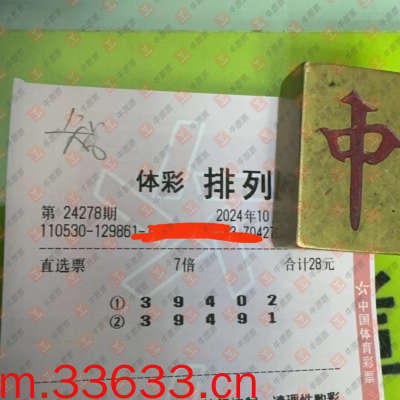 体彩 排列
中
第 24278期
2024年10
110530-129861-
70427
直选票 7倍 合计28元
① 3 9 4 0 2
② 3 9 4 9 1
中国体育彩票
m.33633.cn